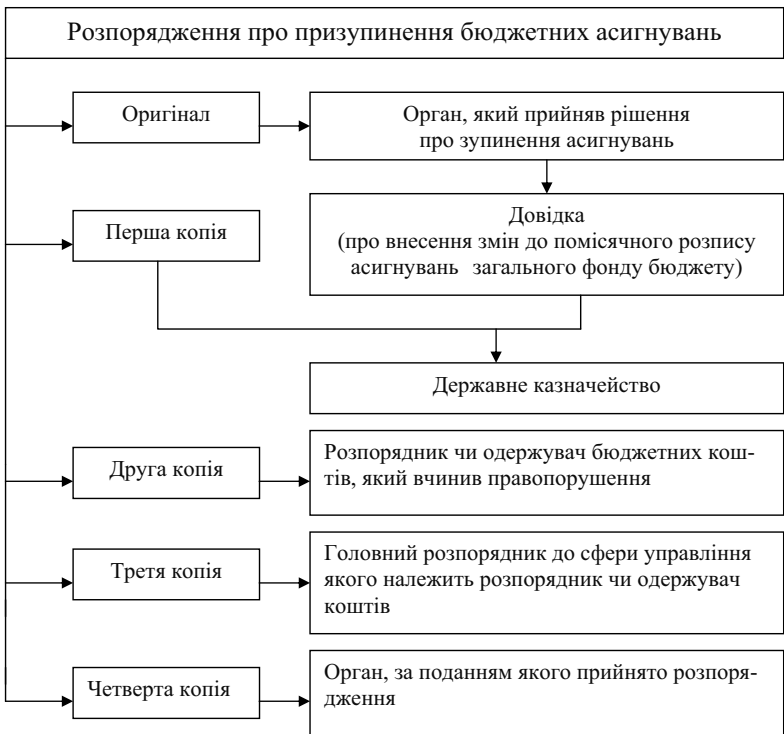 Розпорядження про призупинення бюджетних асигнувань
Оригінал
Орган, який прийняв рішення
про зупинення асигнувань
Перша копія
Довідка
(про внесення змін до помісячного розпису
асигнувань загального фонду бюджету)
Державне казначейство
Друга копія
Розпорядник чи одержувач бюджетних кош-
тів, який вчинив правопорушення
Третя копія
Головний розпорядник до сфери управління
якого належить розпорядник чи одержувач
коштів
Четверта копія
Орган, за поданням якого прийнято розпоря-
дження